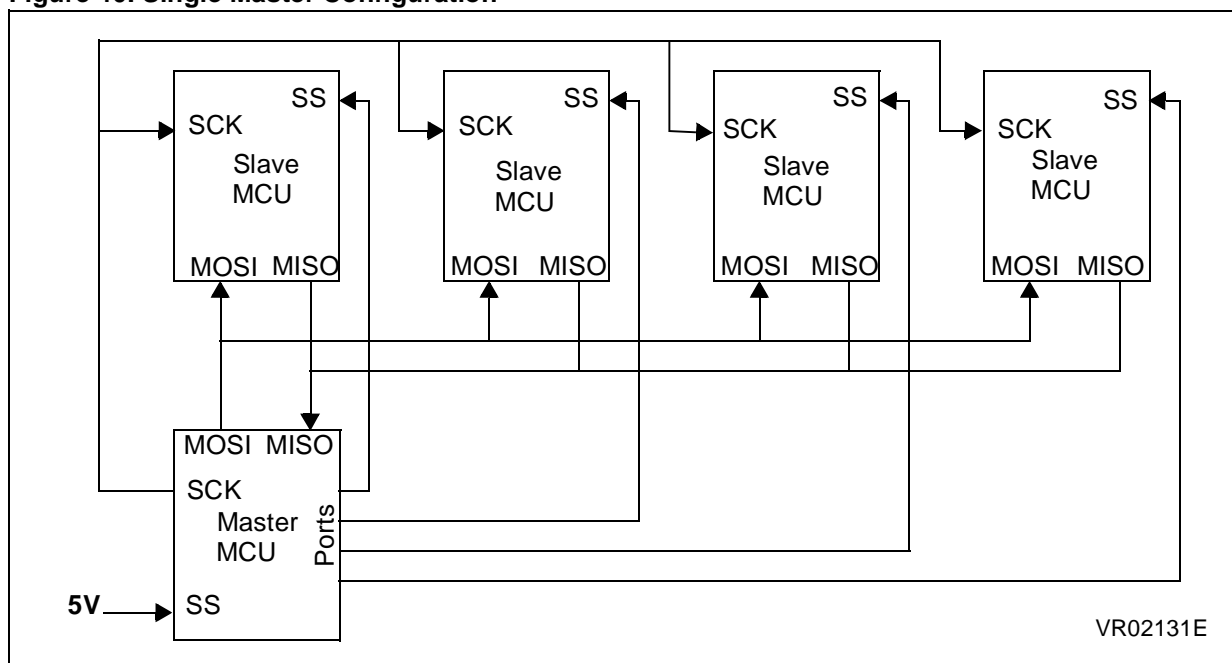 Figure Single Master Configuration
SS
SCK
Slave
MCU
MOSI MISO
SS
SCK
Slave
MCU
MOSI MISO
SS
SCK
Slave
MCU
MOSI MISO
SS
SCK
Slave
MCU
MOSI MISO
MOSI MISO
SCK
Master
MCU
Ports
5V
SS
VR02131E